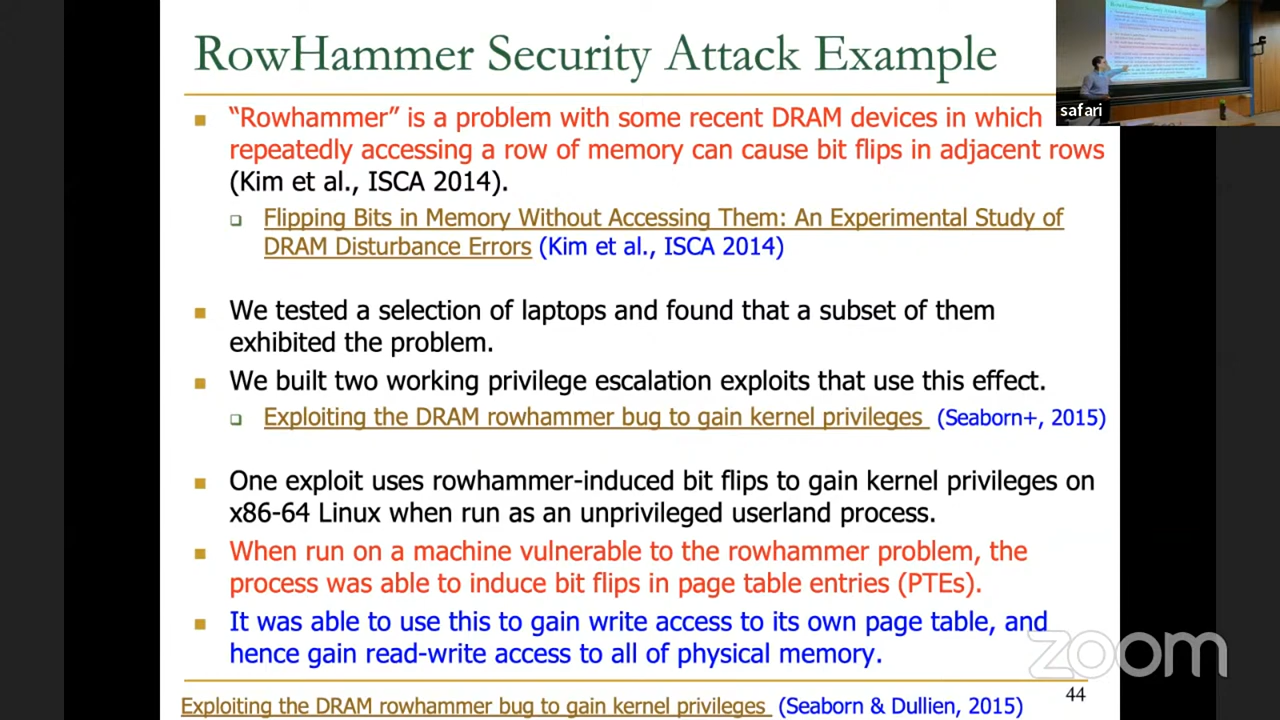 RowHammer Security Attack Example
"Rowhammer" is a problem with some recent DRAM devices in which
repeatedly accessing a row of memory can cause bit flips in adjacent rows
(Kim et al., ISCA 2014).
Flipping Bits in Memory Without Accessing Them: An Experimental Study of
DRAM Disturbance Errors (Kim et al., ISCA 2014)
We tested a selection of laptops and found that a subset of them
exhibited the problem.
We built two working privilege escalation exploits that use this effect.
Exploiting the DRAM rowhammer bug to gain kernel privileges (Seaborn+, 2015)
One exploit uses rowhammer-induced bit flips to gain kernel privileges on
x86-64 Linux when run as an unprivileged userland process.
When run on a machine vulnerable to the rowhammer problem, the
process was able to induce bit flips in page table entries (PTEs).
It was able to use this to gain write access to its own page table, and
hence gain read-write access to all of physical memory.
Exploiting the DRAM rowhammer bug to gain kernel privileges (Seaborn & Dullien, 2015)
44
safari
zoom